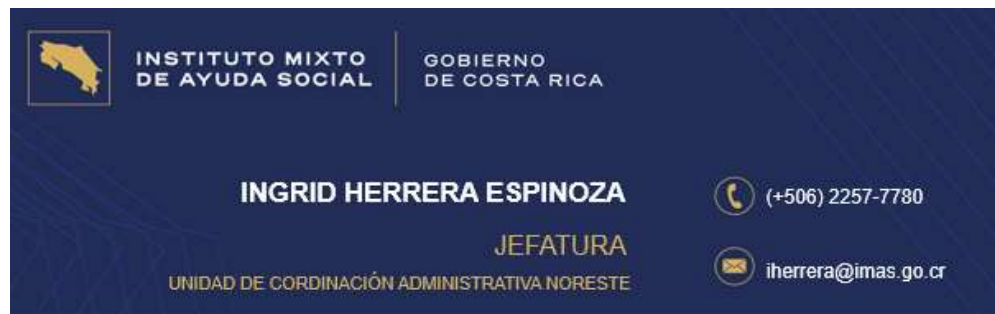 INSTITUTO MIXTO
DE AYUDA SOCIAL
GOBIERNO
DE COSTA RICA
INGRID HERRERA ESPINOZA
JEFATURA
UNIDAD DE CORDINACIÓN ADMINISTRATIVA NORESTE
(+506) 2257-7780
iherrera@imas.go.cr